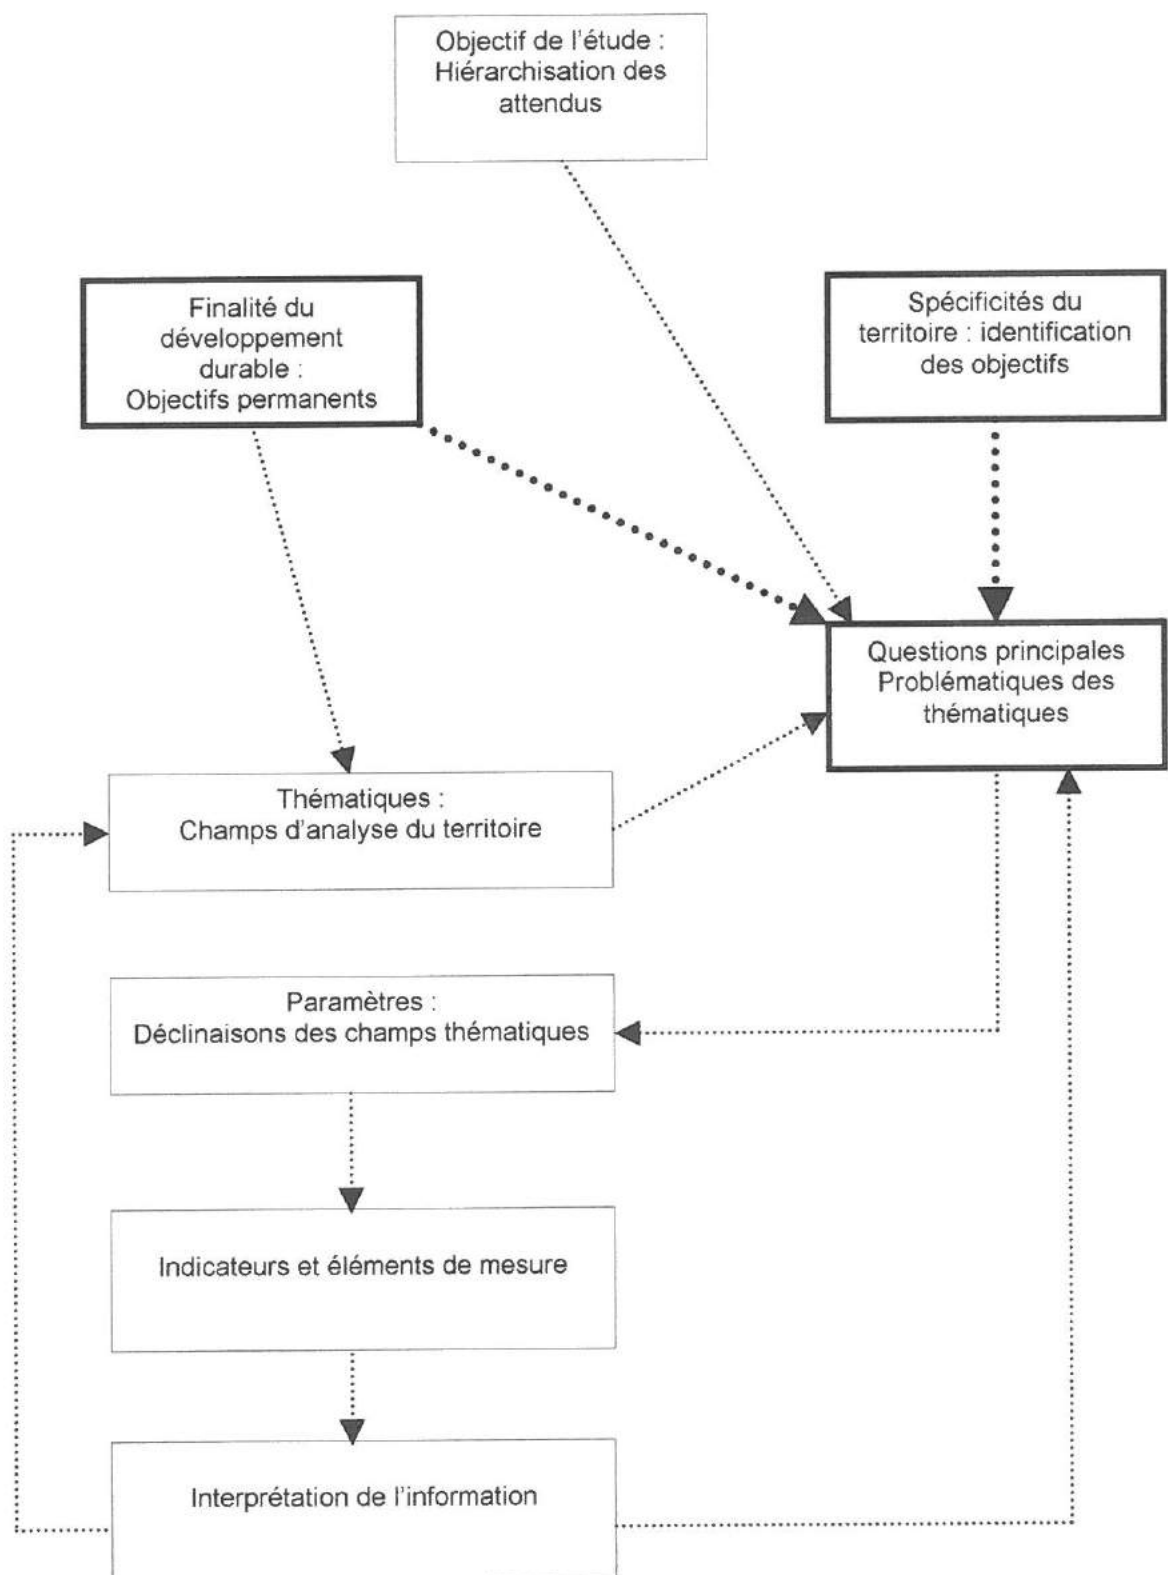 Objectif de l'étude :
Hiérarchisation des
attendus
Finalité du
développement
durable :
Objectifs permanents
Spécificités du
territoire : identification
des objectifs
Questions principales
Problématiques des
thématiques
Thématiques :
Champs d'analyse du territoire
Paramètres :
Déclinaisons des champs thématiques
Indicateurs et éléments de mesure
Interprétation de l'information